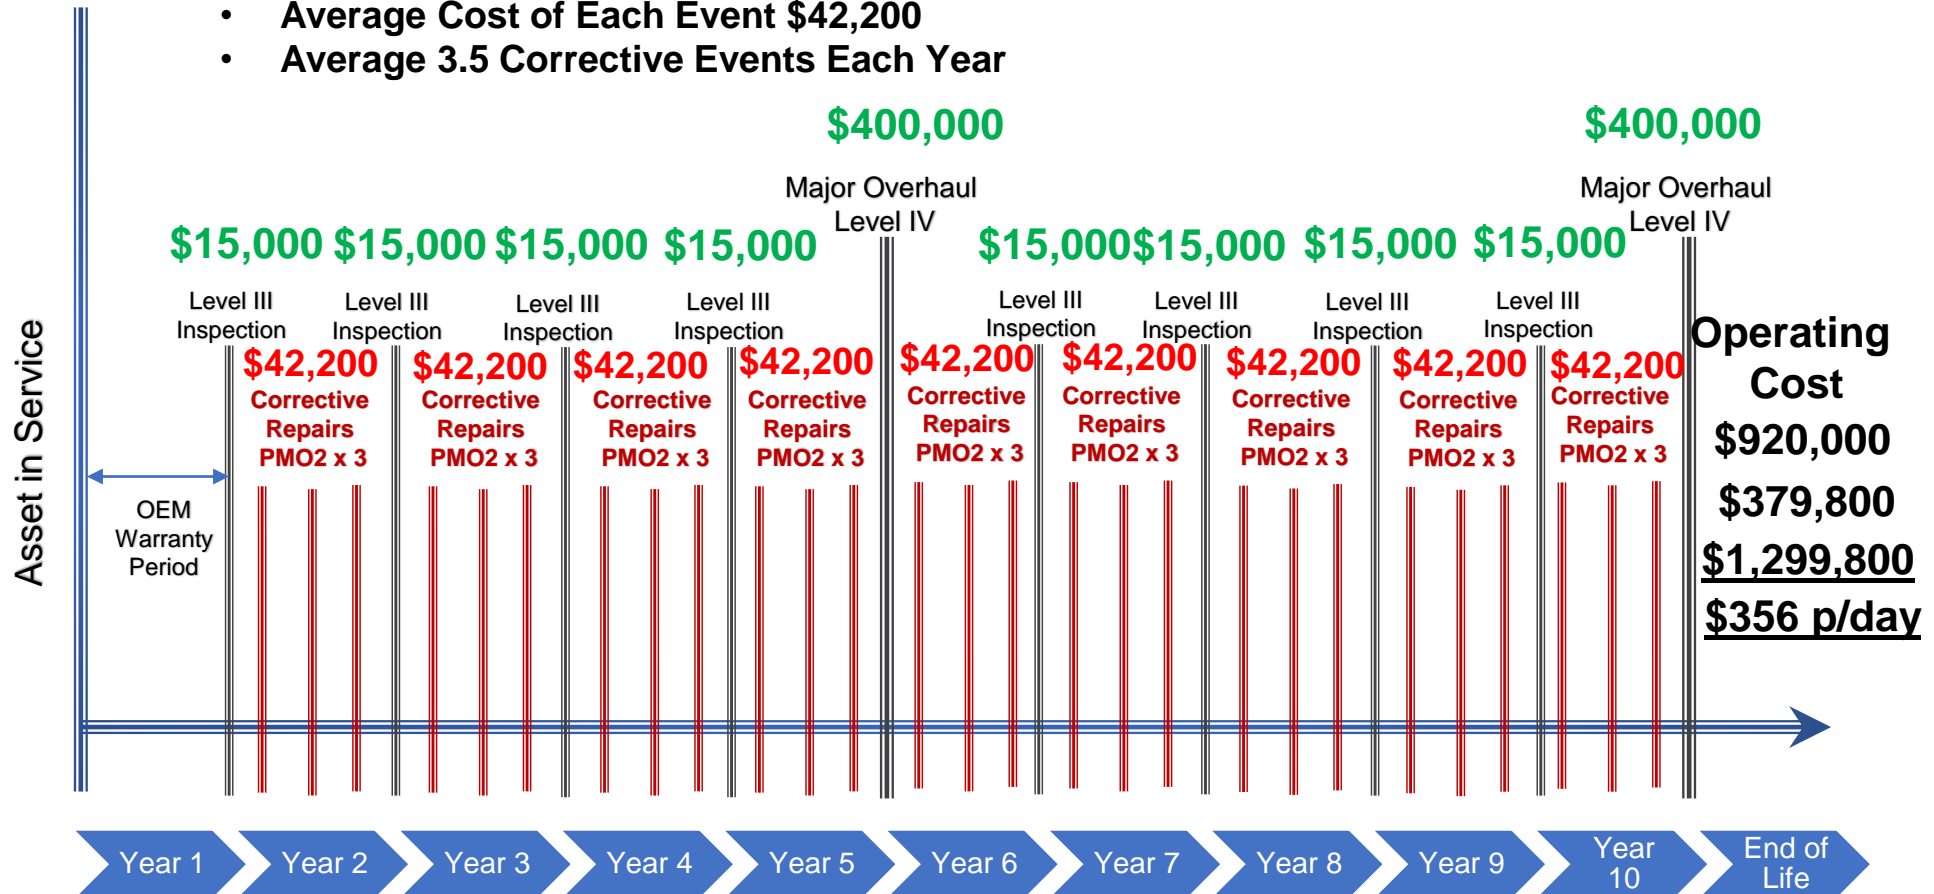 • Average Cost of Each Event $42,200
• Average 3.5 Corrective Events Each Year
$400,000
$400,000
Major Overhaul
Level IV
Major Overhaul
Level IV
$15,000 $15,000 $15,000 $15,000
$15,000 $15,000 $15,000 $15,000
Level III
Inspection
Level III
Inspection
Level III
Inspection
Level III
Inspection
Level III
Inspection
Level III
Inspection
Level III
Inspection
Level III
Inspection
$42,200
Corrective
Repairs
PMO2 x 3
$42,200
Corrective
Repairs
PMO2 x 3
$42,200
Corrective
Repairs
PMO2 x 3
$42,200
Corrective
Repairs
PMO2 x 3
$42,200
Corrective
Repairs
PMO2 x 3
$42,200
Corrective
Repairs
PMO2 x 3
$42,200
Corrective
Repairs
PMO2 x 3
$42,200
Corrective
Repairs
PMO2 x 3
$42,200
Corrective
Repairs
PMO2 x 3
Operating
Cost
$920,000
$379,800
$1,299,800
$356 p/day
Asset in Service
OEM
Warranty
Period
Year 1
Year 2
Year 3
Year 4
Year 5
Year 6
Year 7
Year 8
Year 9
Year
10
End of
Life